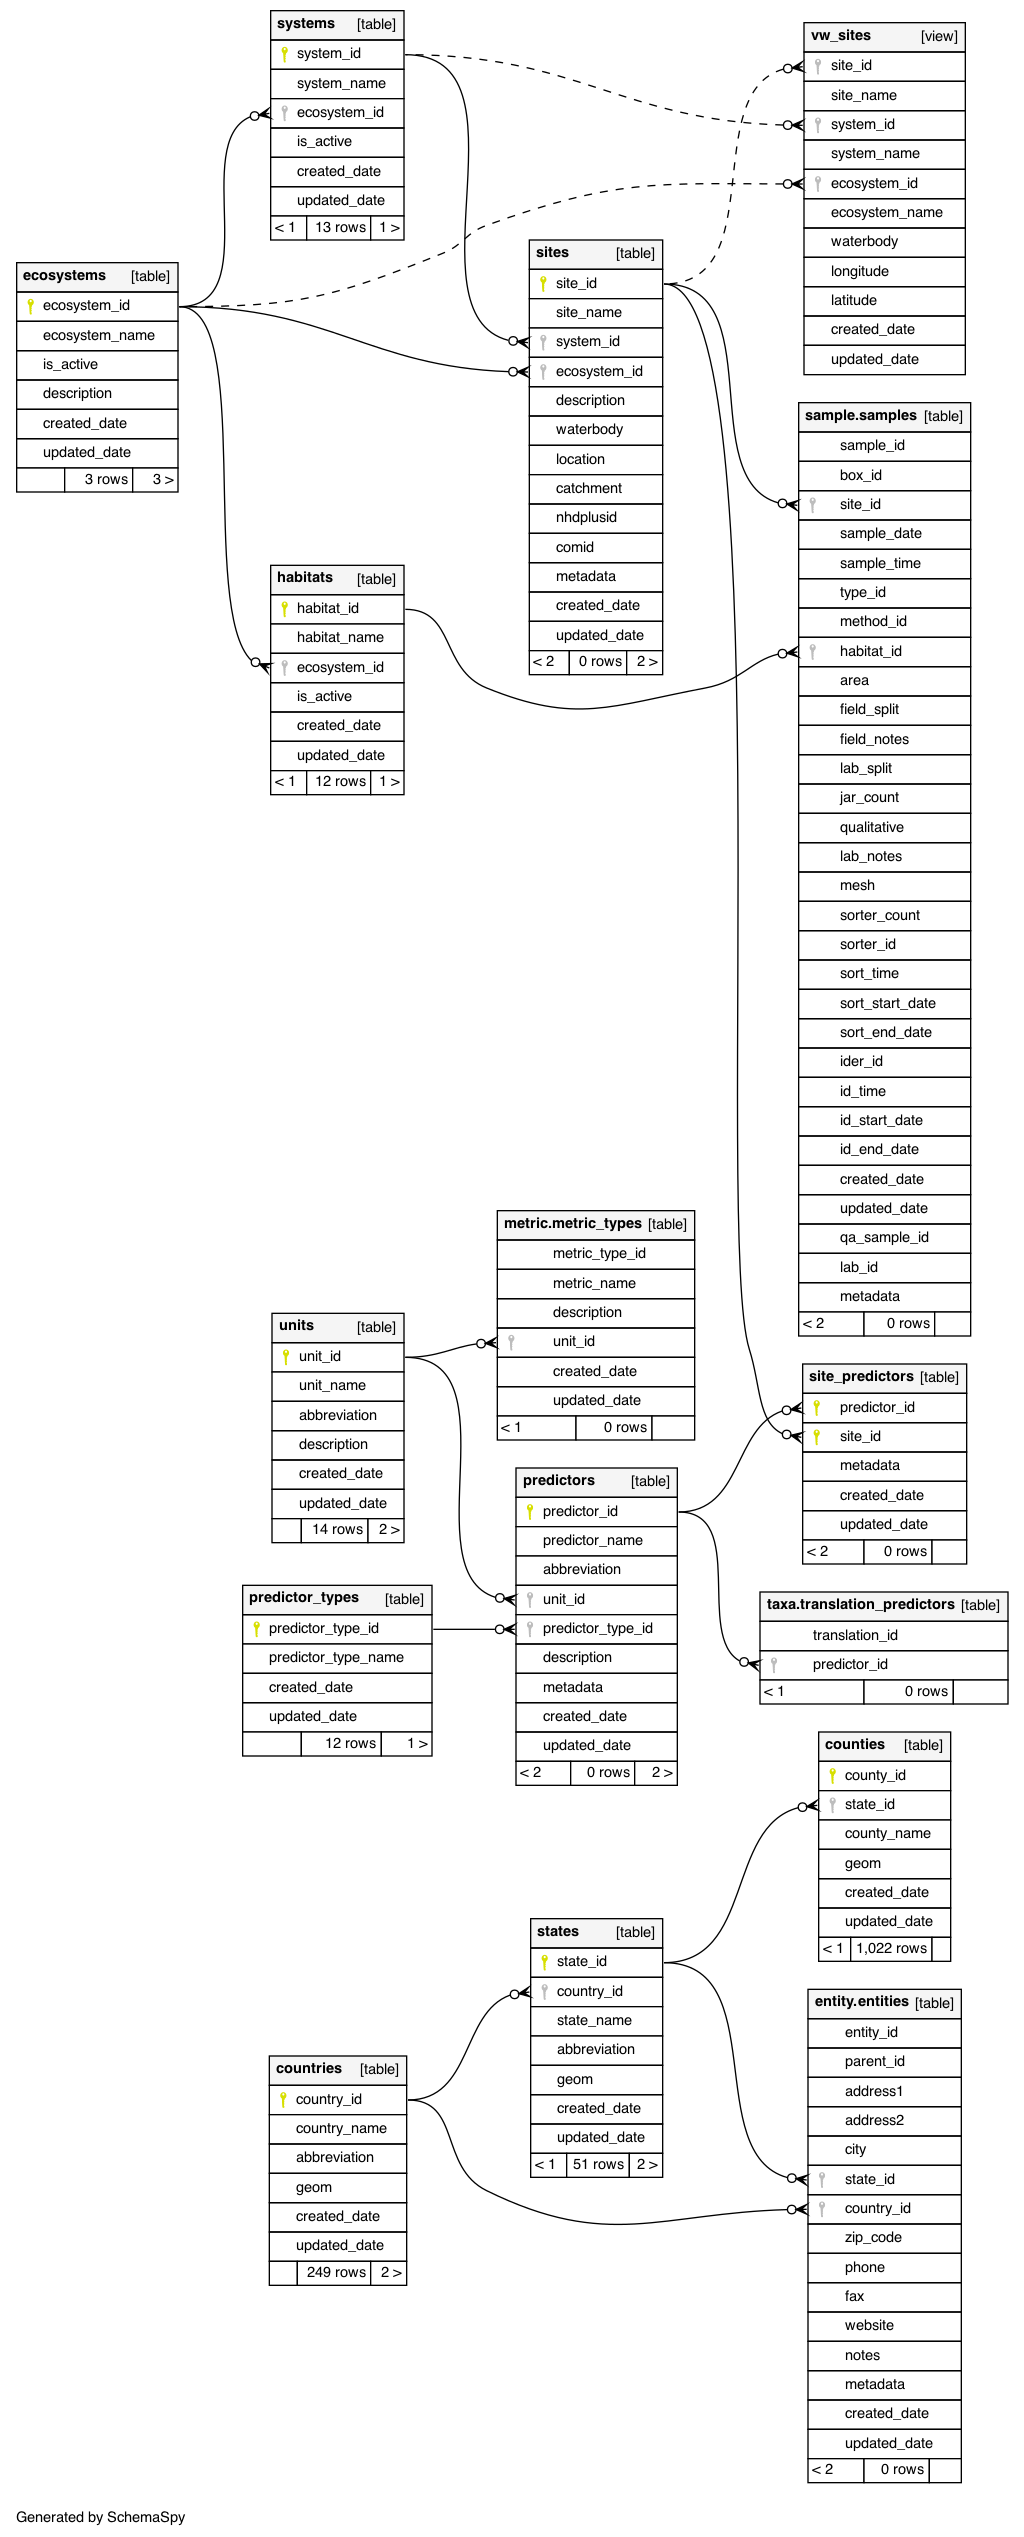 systems [table]
system_id
system_name
ecosystem_id
is_active
created_date
updated_date
< 1 13 rows 1 >
vw_sites [view]
site_id
site_name
system_id
system_name
ecosystem_id
ecosystem_name
waterbody
longitude
latitude
created_date
updated_date
ecosystems [table]
ecosystem_id
ecosystem_name
is_active
description
created_date
updated_date
3 rows 3 >
sites [table]
site_id
site_name
system_id
ecosystem_id
description
waterbody
location
catchment
nhdplusid
comid
metadata
created_date
updated_date
< 2 0 rows 2 >
sample.samples [table]
sample_id
box_id
site_id
sample_date
sample_time
type_id
method_id
habitat_id
area
field_split
field_notes
lab_split
jar_count
qualitative
lab_notes
mesh
sorter_count
sorter_id
sort_time
sort_start_date
sort_end_date
ider_id
id_time
id_start_date
id_end_date
created_date
updated_date
qa_sample_id
lab_id
metadata
< 2 0 rows
habitats [table]
habitat_id
habitat_name
ecosystem_id
is_active
created_date
updated_date
< 1 12 rows 1 >
metric.metric_types [table]
metric_type_id
metric_name
description
unit_id
created_date
updated_date
< 1 0 rows
units [table]
unit_id
unit_name
abbreviation
description
created_date
updated_date
14 rows 2 >
site_predictors [table]
predictor_id
site_id
metadata
created_date
updated_date
< 2 0 rows
predictors [table]
predictor_id
predictor_name
abbreviation
unit_id
predictor_type_id
description
metadata
created_date
updated_date
< 2 0 rows 2 >
predictor_types [table]
predictor_type_id
predictor_type_name
created_date
updated_date
12 rows 1 >
taxa.translation_predictors [table]
translation_id
predictor_id
< 1 0 rows
counties [table]
county_id
state_id
county_name
geom
created_date
updated_date
< 1 1,022 rows
states [table]
state_id
country_id
state_name
abbreviation
geom
created_date
updated_date
< 1 51 rows 2 >
entity.entities [table]
entity_id
parent_id
address1
address2
city
state_id
country_id
zip_code
phone
fax
website
notes
metadata
created_date
updated_date
< 2 0 rows
countries [table]
country_id
country_name
abbreviation
geom
created_date
updated_date
249 rows 2 >
Generated by SchemaSpy